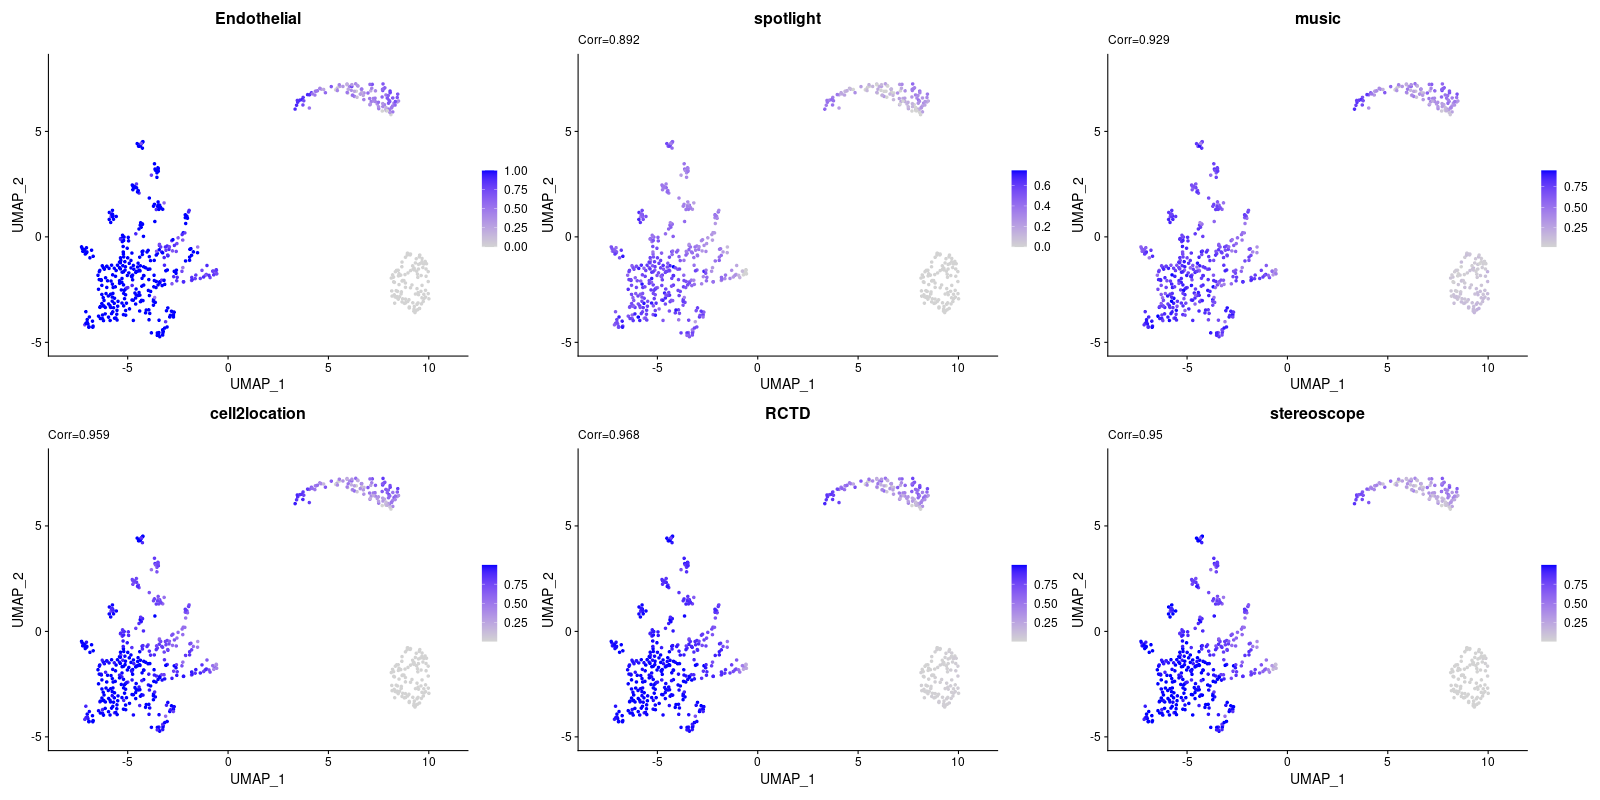 Endothelial
5
0
-5
-5
0
5
10
UMAP_2
UMAP_1
1.00
0.75
0.50
0.25
0.00
spotlight
Corr=0.892
5
0
-5
-5
0
5
10
UMAP_2
UMAP_1
0.6
0.4
0.2
0.0
music
Corr=0.929
5
0
-5
-5
0
5
10
UMAP_2
UMAP_1
0.75
0.50
0.25
cell2location
Corr=0.959
5
0
-5
-5
0
5
10
UMAP_2
UMAP_1
0.75
0.50
0.25
RCTD
Corr=0.968
5
0
-5
-5
0
5
10
UMAP_2
UMAP_1
0.75
0.50
0.25
stereoscope
Corr=0.95
5
0
-5
-5
0
5
10
UMAP_2
UMAP_1
0.75
0.50
0.25